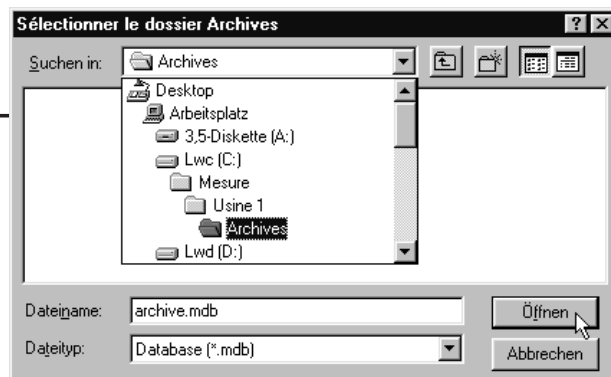 Sélectionner le dossier Archives
Suchen in: Archives
Desktop
Arbeitsplatz
3,5-Diskette (A:)
Lwc (C:)
Mesure
Usine 1
Archives
Lwd (D:)
Dateiname: archive.mdb Öffnen
Dateityp: Database (*.mdb) Abbrechen